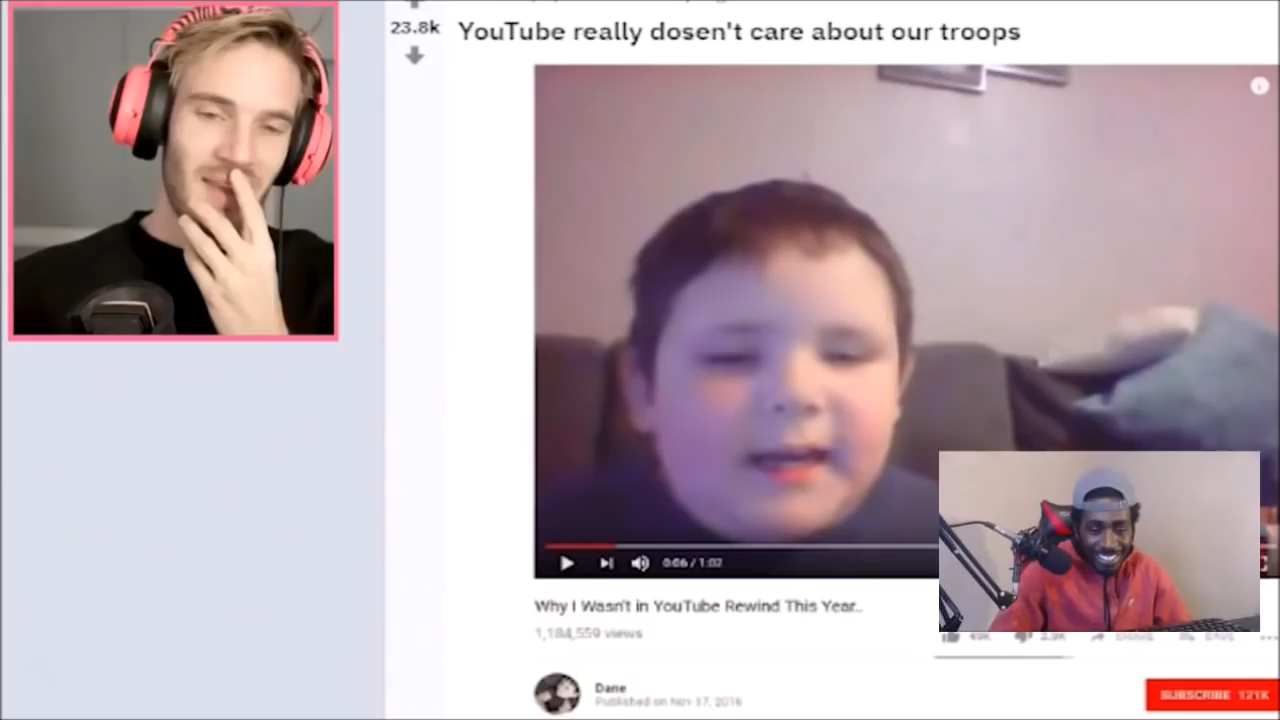 23.8k
YouTube really dosen't care about our troops
0:06 / 1:02
Why I Wasn't in YouTube Rewind This Year..
1,184,559 views
Dane
Published on Nov 17, 2016
SUBSCRIBE 121K